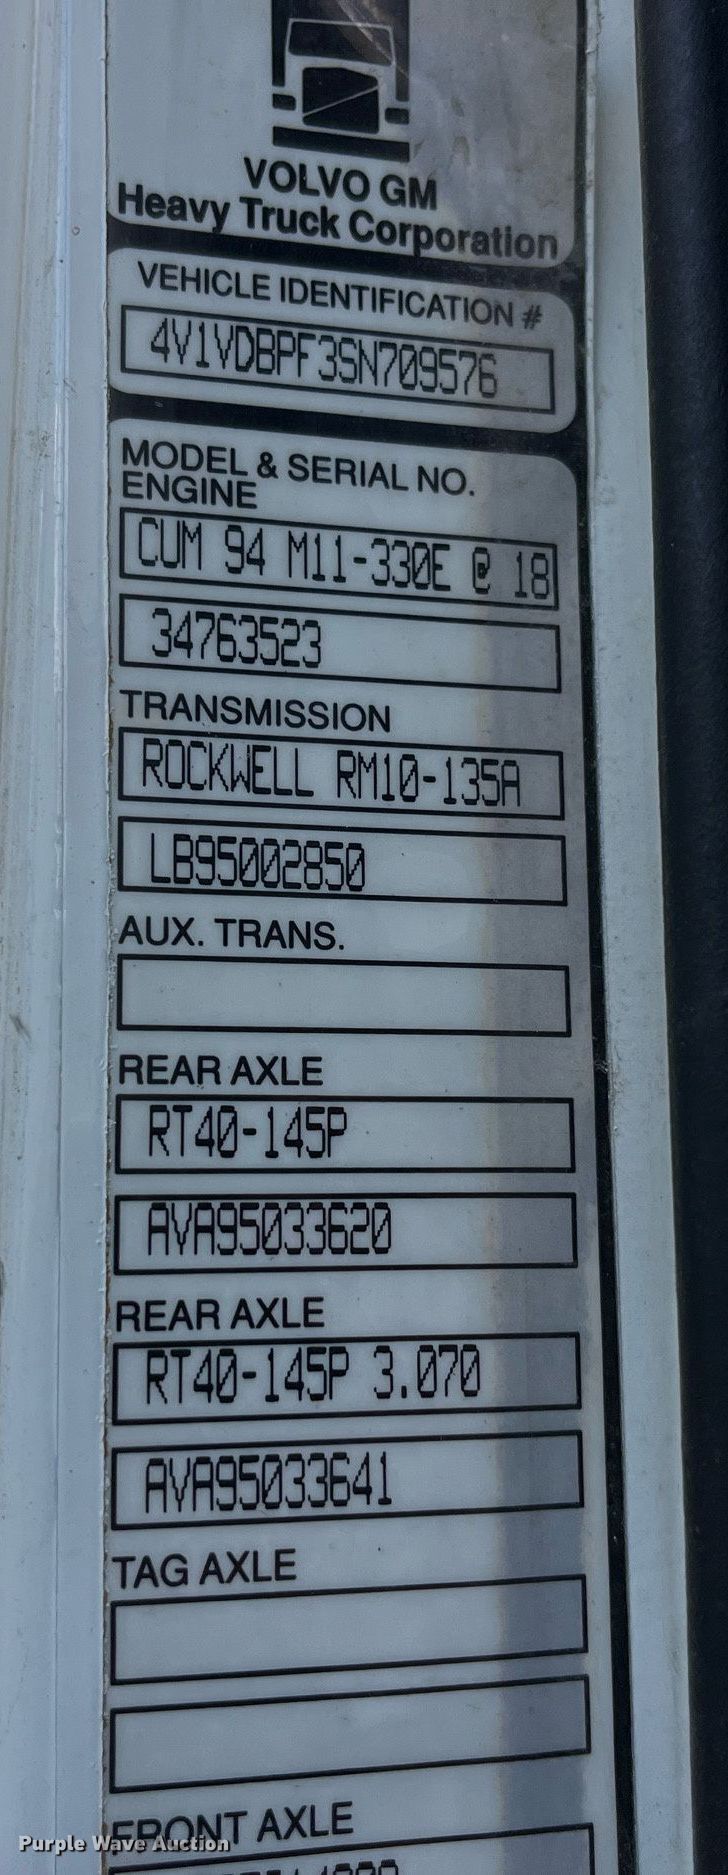 VOLVO GM
Heavy Truck Corporation
VEHICLE IDENTIFICATION #
4V1VDBPF3SN709576
MODEL & SERIAL NO.
ENGINE
CUM 94 M11-330E @ 18
34763523
TRANSMISSION
ROCKWELL RM10-135A
LB95002850
AUX. TRANS.
REAR AXLE
RT40-145P
AVA95033620
REAR AXLE
RT40-145P 3.070
AVA95033641
TAG AXLE
FRONT AXLE
Purple Wave Auction